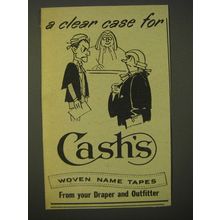 a clear case for
Cash's
WOVEN NAME TAPES
From your Draper and Outfitter